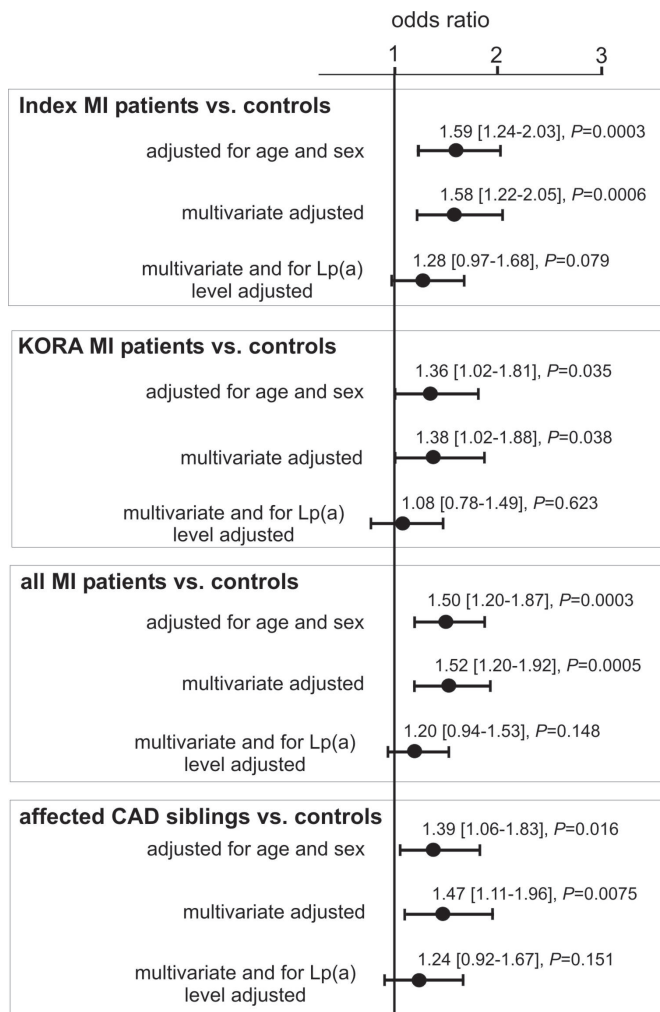 odds ratio
1 2 3
Index MI patients vs. controls
1.59 [1.24-2.03], P=0.0003
adjusted for age and sex
1.58 [1.22-2.05], P=0.0006
multivariate adjusted
1.28 [0.97-1.68], P=0.079
multivariate and for Lp(a)
level adjusted
KORA MI patients vs. controls
1.36 [1.02-1.81], P=0.035
adjusted for age and sex
1.38 [1.02-1.88], P=0.038
multivariate adjusted
1.08 [0.78-1.49], P=0.623
multivariate and for Lp(a)
level adjusted
all MI patients vs. controls
1.50 [1.20-1.87], P=0.0003
adjusted for age and sex
1.52 [1.20-1.92], P=0.0005
multivariate adjusted
1.20 [0.94-1.53], P=0.148
multivariate and for Lp(a)
level adjusted
affected CAD siblings vs. controls
1.39 [1.06-1.83], P=0.016
adjusted for age and sex
1.47 [1.11-1.96], P=0.0075
multivariate adjusted
1.24 [0.92-1.67], P=0.151
multivariate and for Lp(a)
level adjusted